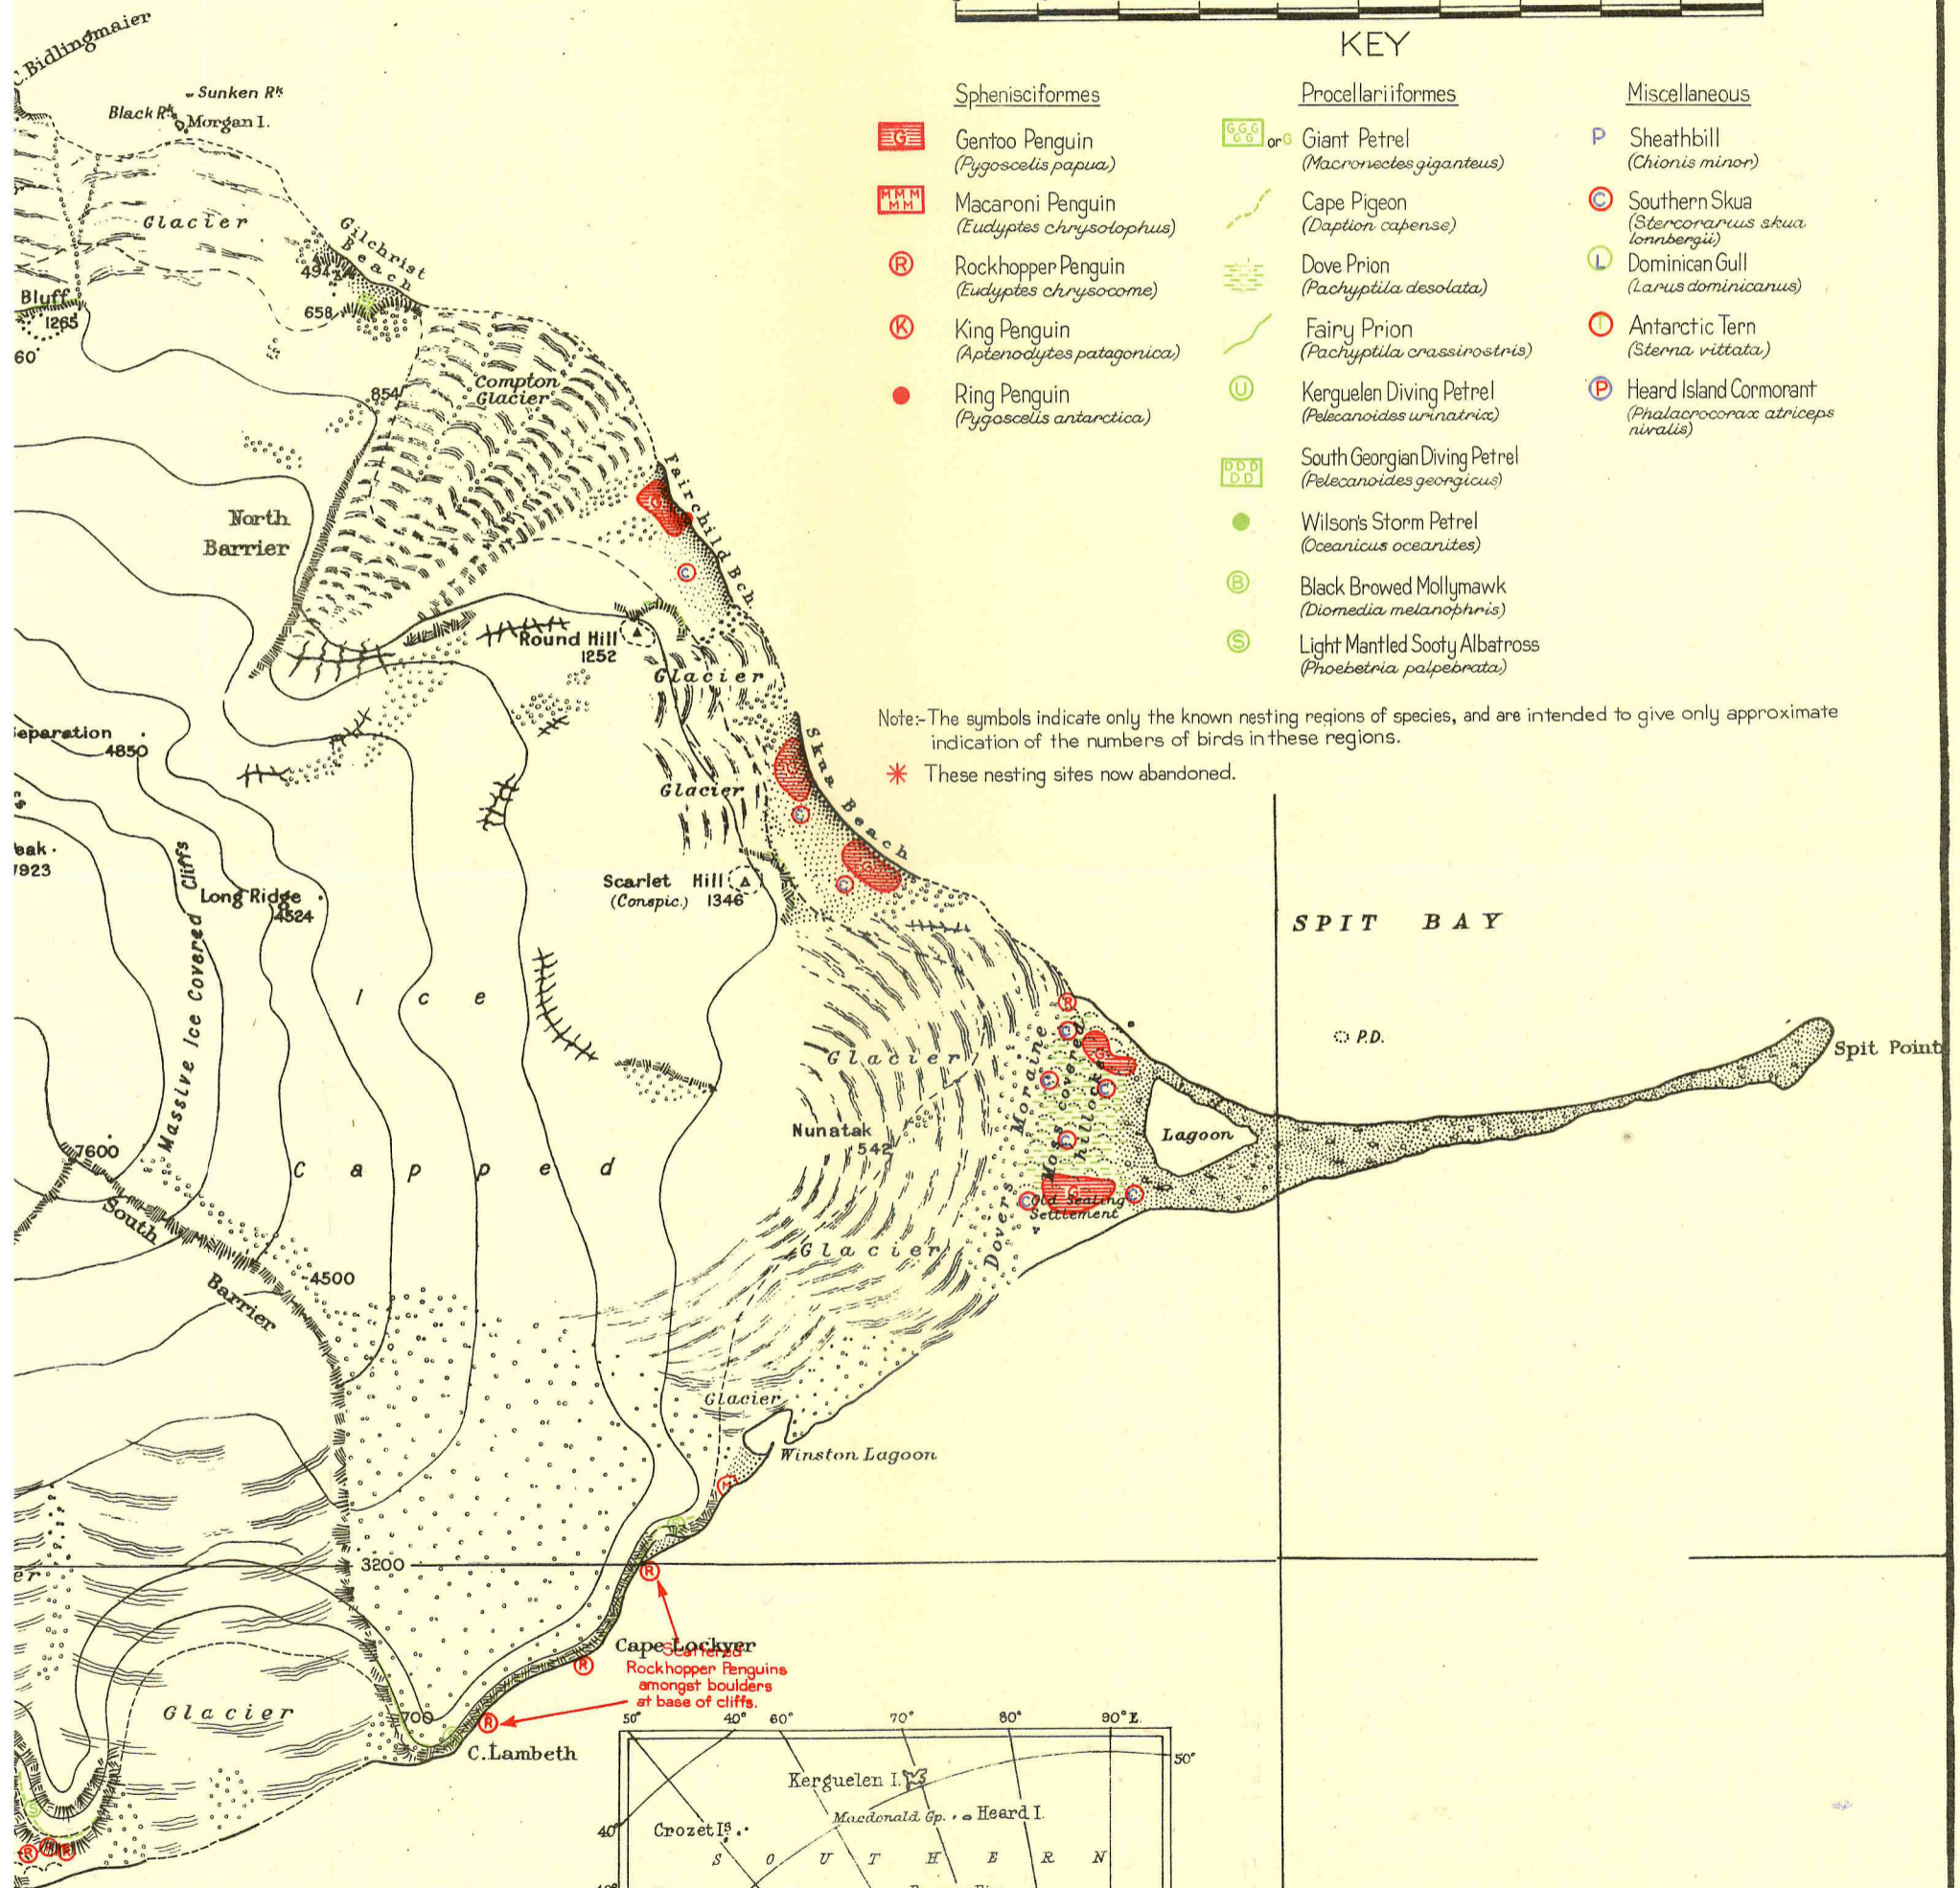 C. Bidlingmaier
Sunken Rk
Black Rk
Morgan I.
Glacier
Gilchrist
Beach
494
Bluff
1265
658
60
854
Compton
Glacier
North
Barrier
Fairchild Bch.
G
C
Round Hill
1252
Glacier
Skua Beach
G
C
Glacier
G
C
eparation
4850
eak
7923
Massive Ice Covered Cliffs
Long Ridge
4524
Scarlet Hill
(Conspic.) 1346
Ice
Capped
KEY
Sphenisciformes
G Gentoo Penguin
(Pygoscelis papua)
M M M
M M
Macaroni Penguin
(Eudyptes chrysolophus)
R Rockhopper Penguin
(Eudyptes chrysocome)
K King Penguin
(Aptenodytes patagonica)
Ring Penguin
(Pygoscelis antarctica)
Procellariiformes
G G G
G G
or G Giant Petrel
(Macronectes giganteus)
Cape Pigeon
(Daption capense)
Dove Prion
(Pachyptila desolata)
Fairy Prion
(Pachyptila crassirostris)
U Kerguelen Diving Petrel
(Pelecanoides urinatrix)
D D D
D D
South Georgian Diving Petrel
(Pelecanoides georgicus)
Wilson's Storm Petrel
(Oceanicus oceanites)
B Black Browed Mollymawk
(Diomedia melanophris)
S Light Mantled Sooty Albatross
(Phoebetria palpebrata)
Miscellaneous
P Sheathbill
(Chionis minor)
C Southern Skua
(Stercorarius skua
lonnbergii)
L Dominican Gull
(Larus dominicanus)
T Antarctic Tern
(Sterna vittata)
P Heard Island Cormorant
(Phalacrocorax atriceps
nivalis)
Note:- The symbols indicate only the known nesting regions of species, and are intended to give only approximate
indication of the numbers of birds in these regions.
* These nesting sites now abandoned.
SPIT BAY
P.D.
Spit Point
R
C
G
C
C
C
Glacier
Dovers Moraine
Moss covered
hillocks
Lagoon
Nunatak
542
G
C
C
Old Sealing
Settlement
Glacier
7600
South
Barrier
4500
Glacier
Winston Lagoon
M
S
3200
er
R
Cape Lockyer
Scattered
Rockhopper Penguins
amongst boulders
at base of cliffs.
R
R
Glacier
700
C. Lambeth
S
R
R
R
50°
40°
60°
70°
80°
90° E.
50°
Kerguelen I.
Macdonald Gp.
Heard I.
40°
Crozet Is.
SOUTHERN